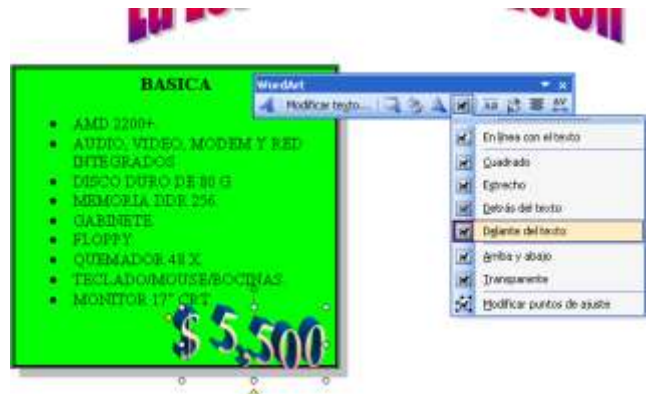 BASICA
AMD 2200+.
AUDIO, VIDEO, MODEM Y RED
INTEGRADOS
DISCO DURO DE 80 G
MEMORIA DDR 256
GABINETE
FLOPPY
QUEMADOR 48 X
TECLADO/MOUSE/BOCINAS
MONITOR 17" CRT
$ 5,500
WordArt
Modificar texto...
En línea con el texto
Cuadrado
Estrecho
Detrás del texto
Delante del texto
Arriba y abajo
Transparente
Modificar puntos de ajuste